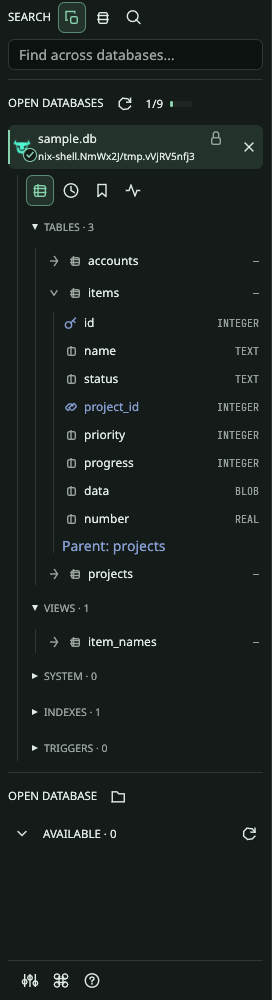 SEARCH
Find across databases...
OPEN DATABASES 1/9
sample.db
nix-shell.NmWx2J/tmp.vVjRV5nfj3
TABLES · 3
accounts –
items –
id INTEGER
name TEXT
status TEXT
project_id INTEGER
priority INTEGER
progress INTEGER
data BLOB
number REAL
Parent: projects
projects –
VIEWS · 1
item_names –
SYSTEM · 0
INDEXES · 1
TRIGGERS · 0
OPEN DATABASE
AVAILABLE · 0